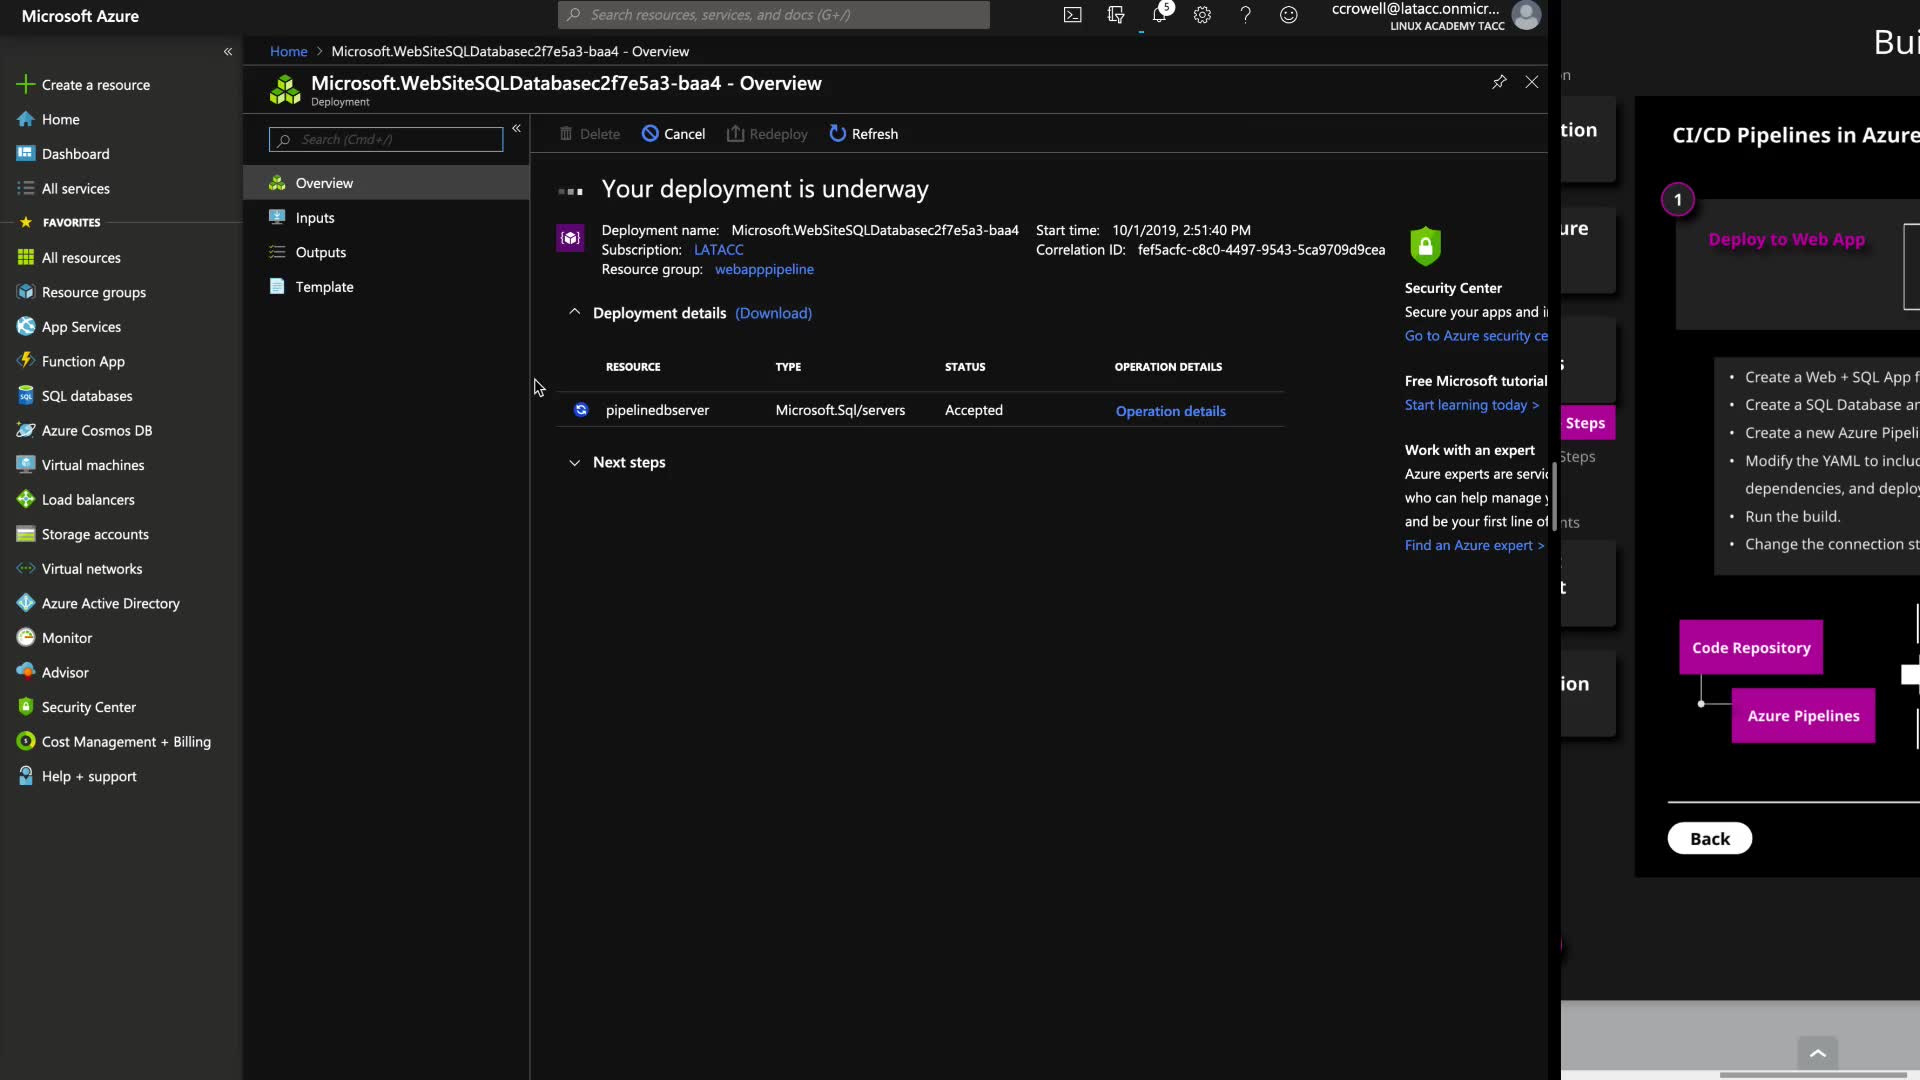 Microsoft Azure
Search resources, services, and docs (G+/)
5
ccrowell@latacc.onmicr...
LINUX ACADEMY TACC
Create a resource
Home
Dashboard
All services
FAVORITES
All resources
Resource groups
App Services
Function App
SQL databases
Azure Cosmos DB
Virtual machines
Load balancers
Storage accounts
Virtual networks
Azure Active Directory
Monitor
Advisor
Security Center
Cost Management + Billing
Help + support
Home > Microsoft.WebSiteSQLDatabasec2f7e5a3-baa4 - Overview
Microsoft.WebSiteSQLDatabasec2f7e5a3-baa4 - Overview
Deployment
Search (Cmd+/)
Overview
Inputs
Outputs
Template
Delete Cancel Redeploy Refresh
Your deployment is underway
Deployment name: Microsoft.WebSiteSQLDatabasec2f7e5a3-baa4
Subscription: LATACC
Resource group: webapppipeline
Start time: 10/1/2019, 2:51:40 PM
Correlation ID: fef5acfc-c8c0-4497-9543-5ca9709d9cea
Deployment details (Download)
RESOURCE TYPE STATUS OPERATION DETAILS
pipelinedbserver Microsoft.Sql/servers Accepted Operation details
Next steps
Security Center
Secure your apps and i
Go to Azure security ce
Free Microsoft tutorial
Start learning today >
Work with an expert
Azure experts are servic
who can help manage y
and be your first line of
Find an Azure expert >
Bui
n
tion
ure
s
Steps
Steps
nts
t
ion
CI/CD Pipelines in Azure
1
Deploy to Web App
• Create a Web + SQL App f
• Create a SQL Database an
• Create a new Azure Pipeli
• Modify the YAML to includ
dependencies, and deploy
• Run the build.
• Change the connection st
Code Repository
Azure Pipelines
Back